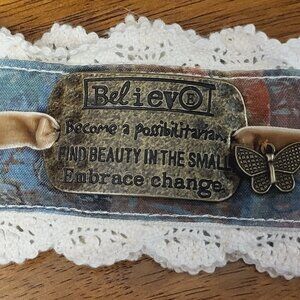 Believe
become a possibilitarian.
FIND BEAUTY IN THE SMALL
Embrace change.